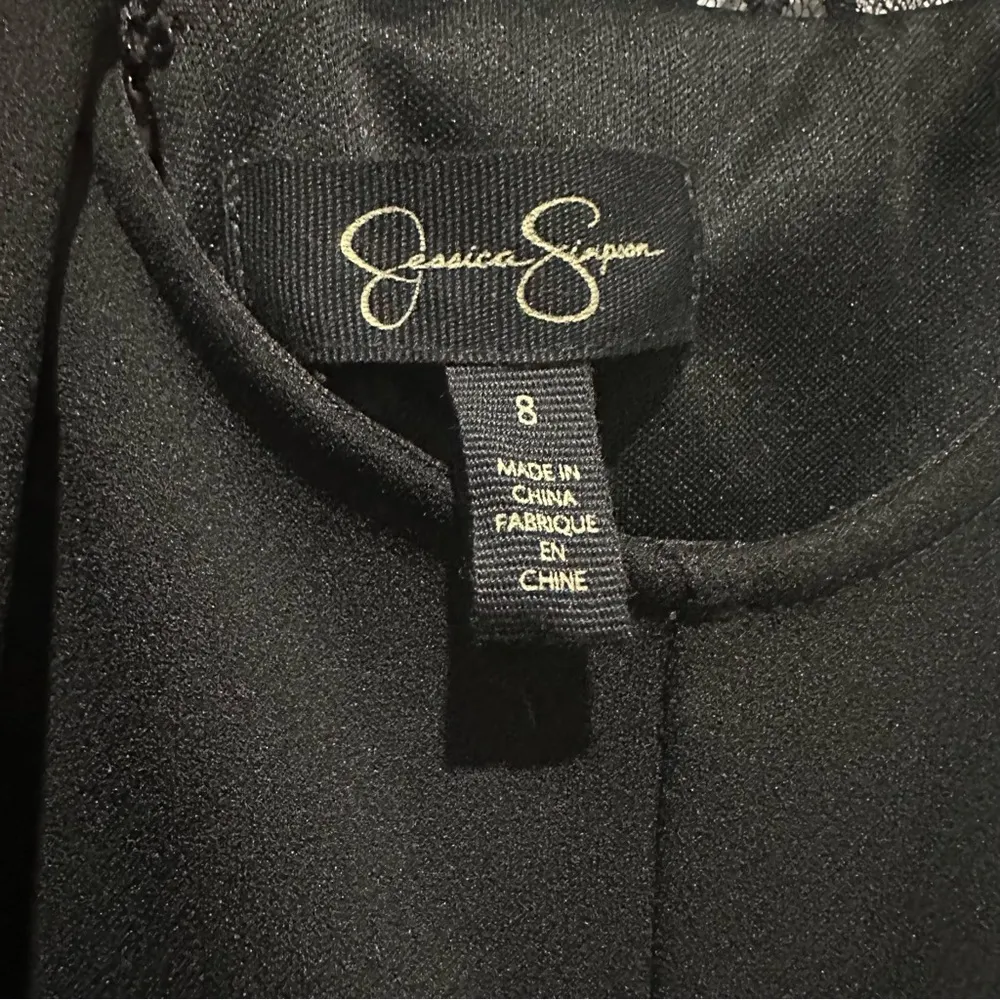 Jessica Simpson
8
MADE IN
CHINA
FABRIQUE
EN
CHINE